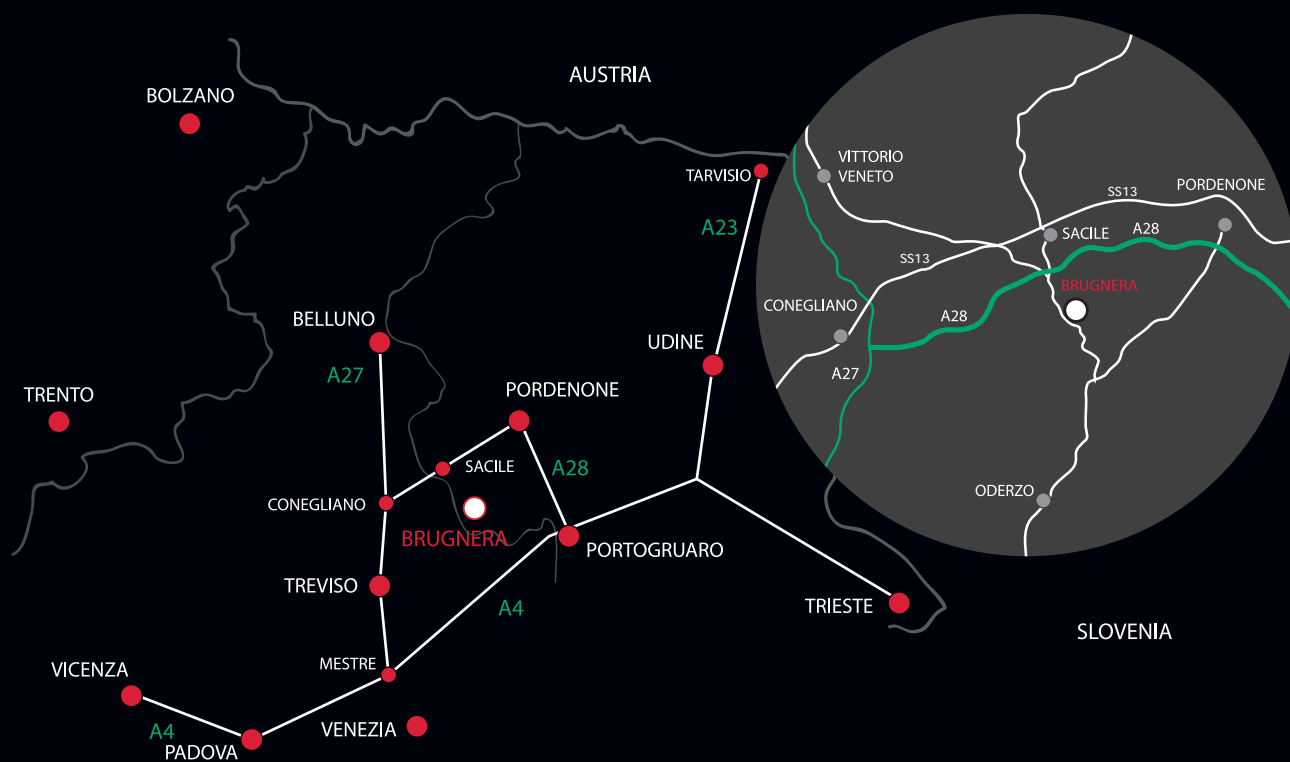 AUSTRIA
BOLZANO
TARVISIO
A23
BELLUNO
A27
UDINE
TRENTO
PORDENONE
SACILE
A28
CONEGLIANO
BRUGNERA
PORTOGRUARO
TREVISO
A4
TRIESTE
MESTRE
VICENZA
VENEZIA
A4
PADOVA
SLOVENIA
VITTORIO
VENETO
SS13
PORDENONE
SACILE
A28
SS13
BRUGNERA
CONEGLIANO
A28
A27
ODERZO